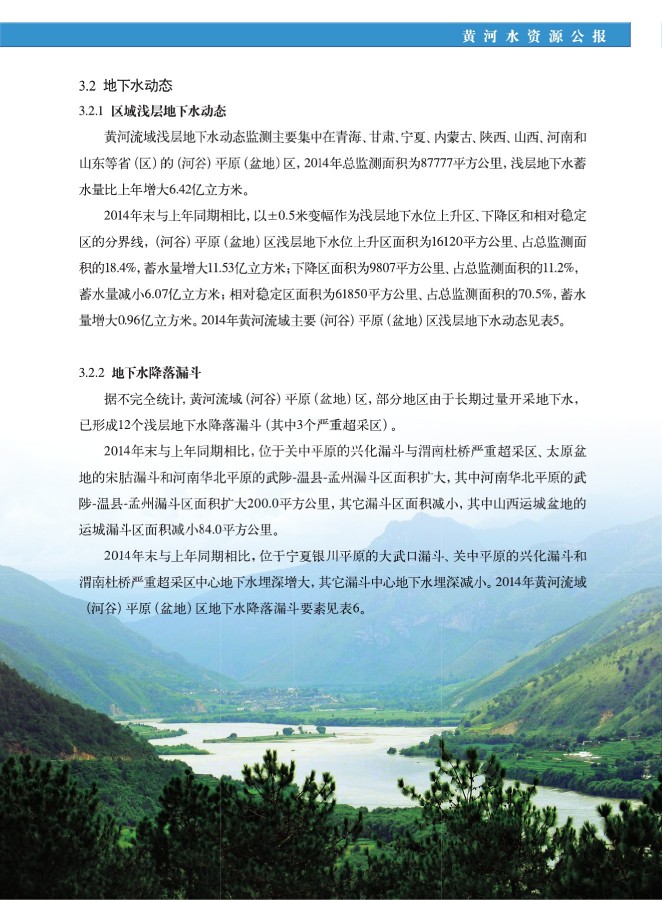 黄河水资源公报
3.2 地下水动态
3.2.1 区域浅层地下水动态
黄河流域浅层地下水动态监测主要集中在青海、甘肃、宁夏、内蒙古、陕西、山西、河南和
山东等省（区）的（河谷）平原（盆地）区，2014年总监测面积为87777平方公里，浅层地下水蓄
水量比上年增大6.42亿立方米。
2014年末与上年同期相比，以±0.5米变幅作为浅层地下水位上升区、下降区和相对稳定
区的分界线，（河谷）平原（盆地）区浅层地下水位上升区面积为16120平方公里、占总监测面
积的18.4%，蓄水量增大11.53亿立方米；下降区面积为9807平方公里、占总监测面积的11.2%，
蓄水量减小6.07亿立方米；相对稳定区面积为61850平方公里、占总监测面积的70.5%，蓄水
量增大0.96亿立方米。2014年黄河流域主要（河谷）平原（盆地）区浅层地下水动态见表5。
3.2.2 地下水降落漏斗
据不完全统计，黄河流域（河谷）平原（盆地）区，部分地区由于长期过量开采地下水，
已形成12个浅层地下水降落漏斗（其中3个严重超采区）。
2014年末与上年同期相比，位于关中平原的兴化漏斗与渭南杜桥严重超采区、太原盆
地的宋古漏斗和河南华北平原的武陟-温县-孟州漏斗区面积扩大，其中河南华北平原的武
陟-温县-孟州漏斗区面积扩大200.0平方公里，其它漏斗区面积减小，其中山西运城盆地的
运城漏斗区面积减小84.0平方公里。
2014年末与上年同期相比，位于宁夏银川平原的大武口漏斗、关中平原的兴化漏斗和
渭南杜桥严重超采区中心地下水埋深增大，其它漏斗中心地下水埋深减小。2014年黄河流域
（河谷）平原（盆地）区地下水降落漏斗要素见表6。